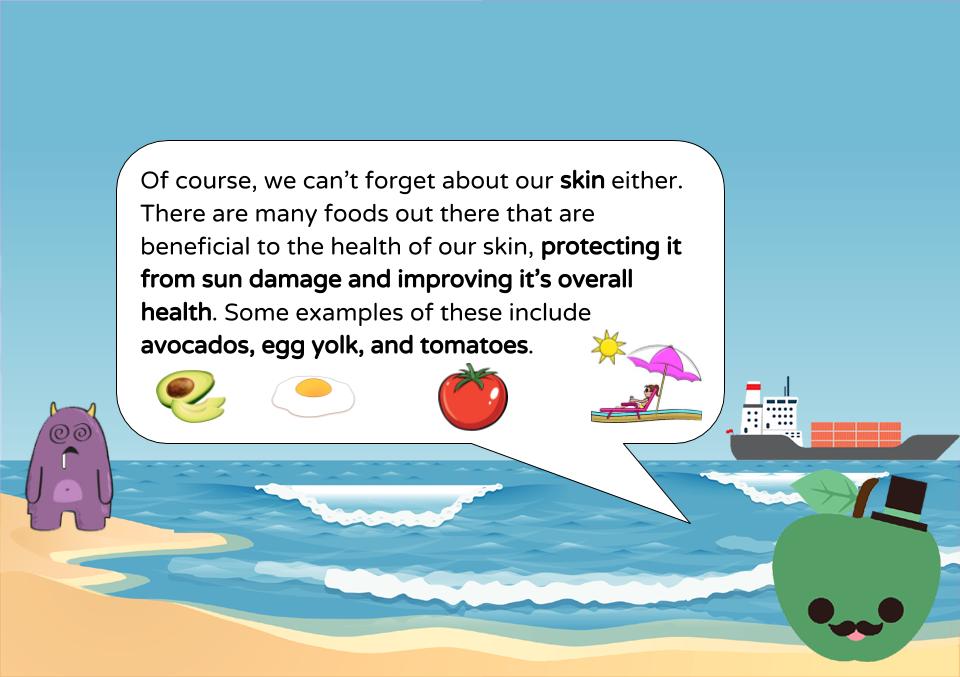 Of course, we can’t forget about our skin either.
There are many foods out there that are
beneficial to the health of our skin, protecting it
from sun damage and improving it’s overall
health. Some examples of these include
avocados, egg yolk, and tomatoes.